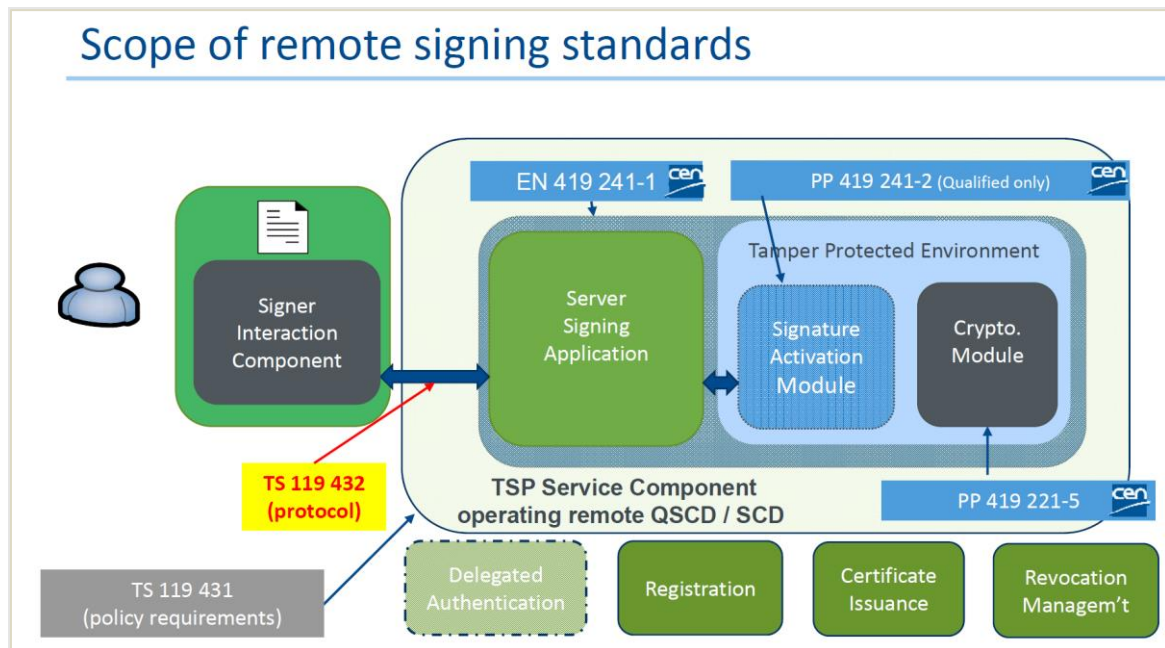 Scope of remote signing standards
EN 419 241-1
cen
PP 419 241-2 (Qualified only)
cen
Tamper Protected Environment
Signer
Interaction
Component
Server
Signing
Application
Signature
Activation
Module
Crypto.
Module
TS 119 432
(protocol)
TSP Service Component
operating remote QSCD / SCD
PP 419 221-5
cen
TS 119 431
(policy requirements)
Delegated
Authentication
Registration
Certificate
Issuance
Revocation
Managem't